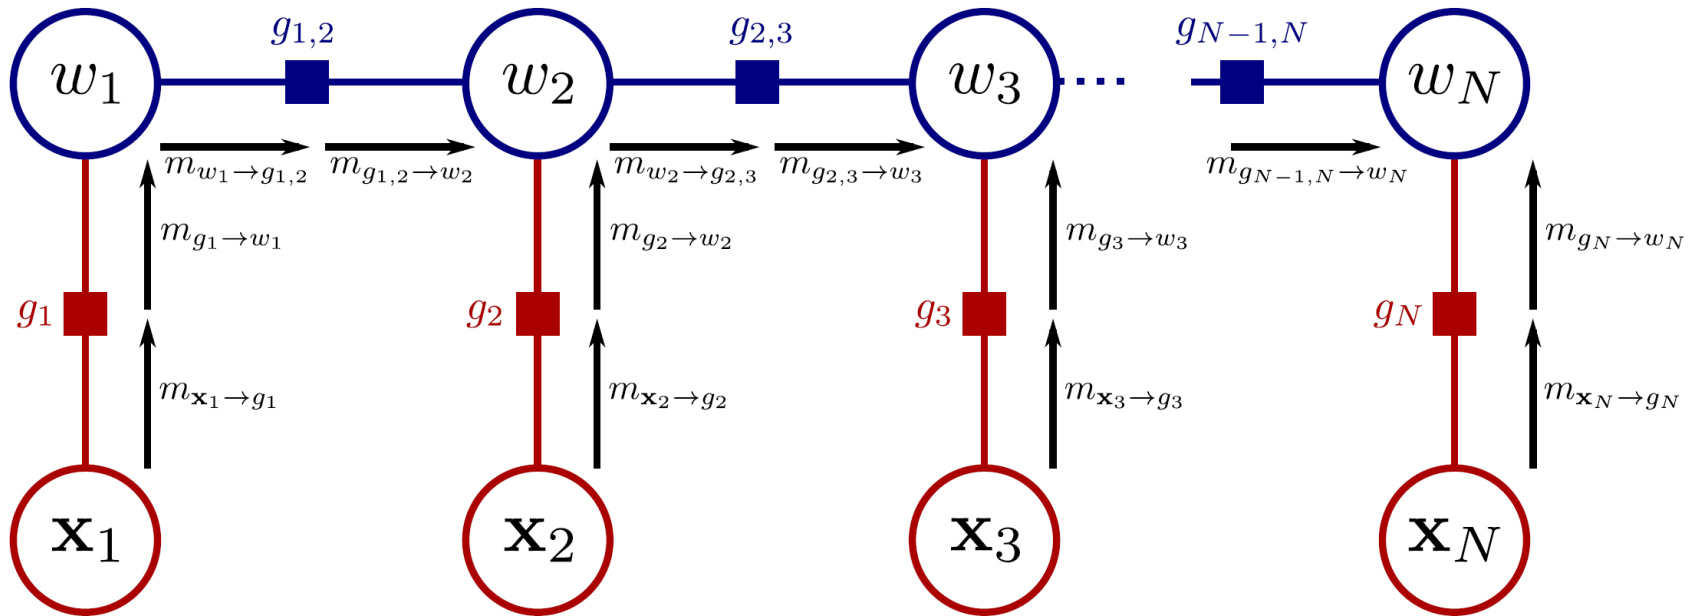 g_{1,2} g_{2,3} g_{N−1,N}
w_1 w_2 w_3 .... w_N
m_{w_1→g_{1,2}} m_{g_{1,2}→w_2} m_{w_2→g_{2,3}} m_{g_{2,3}→w_3} m_{g_{N−1,N}→w_N}
m_{g_1→w_1} m_{g_2→w_2} m_{g_3→w_3} m_{g_N→w_N}
g_1 g_2 g_3 g_N
m_{𝐱_1→g_1} m_{𝐱_2→g_2} m_{𝐱_3→g_3} m_{𝐱_N→g_N}
𝐱_1 𝐱_2 𝐱_3 𝐱_N